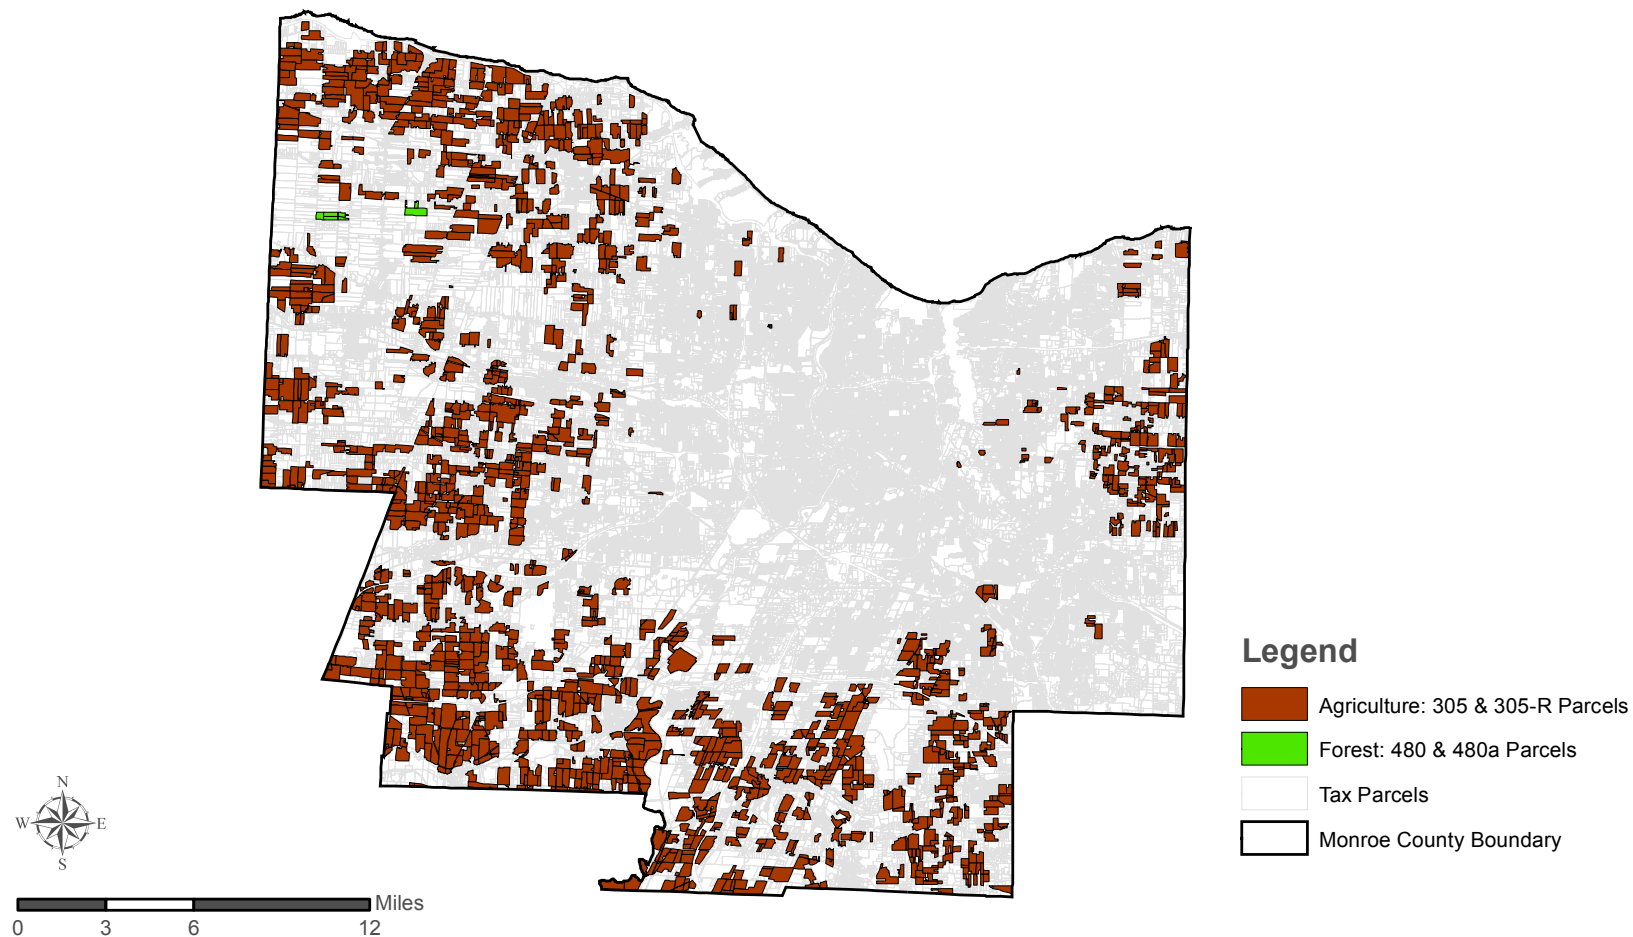 Legend
Agriculture: 305 & 305-R Parcels
Forest: 480 & 480a Parcels
Tax Parcels
Monroe County Boundary
N
W E
S
Miles
0 3 6 12